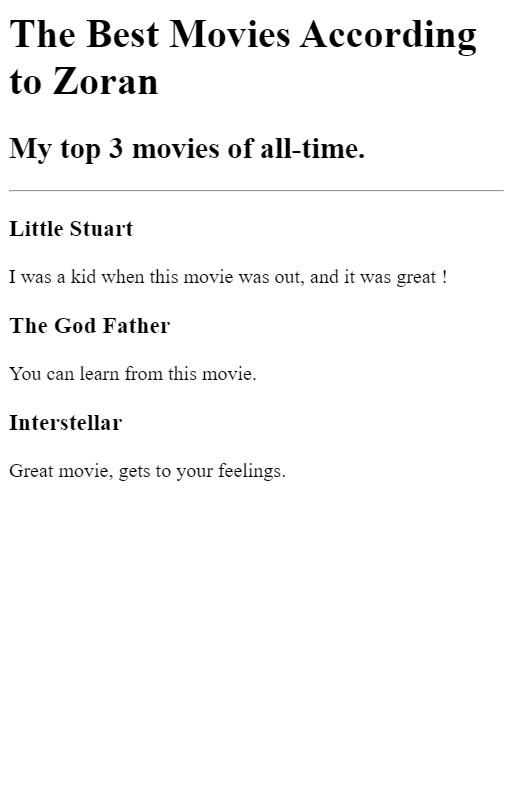 The Best Movies According
to Zoran
My top 3 movies of all-time.
Little Stuart
I was a kid when this movie was out, and it was great !
The God Father
You can learn from this movie.
Interstellar
Great movie, gets to your feelings.